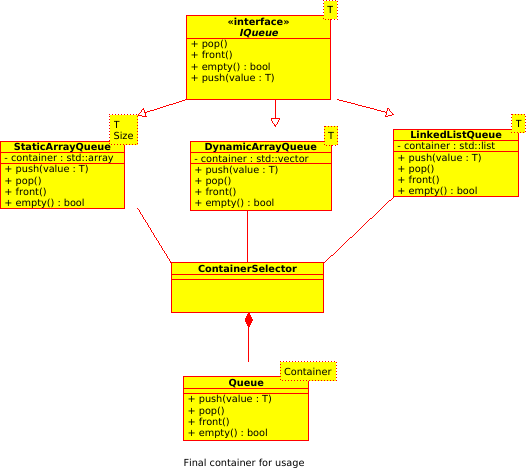 T
«interface»
IQueue
+ pop()
+ front()
+ empty() : bool
+ push(value : T)
T
Size
StaticArrayQueue
- container : std::array
+ push(value : T)
+ pop()
+ front()
+ empty() : bool
T
DynamicArrayQueue
- container : std::vector
+ push(value : T)
+ pop()
+ front()
+ empty() : bool
T
LinkedListQueue
- container : std::list
+ push(value : T)
+ pop()
+ front()
+ empty() : bool
ContainerSelector
Container
Queue
+ push(value : T)
+ pop()
+ front()
+ empty() : bool
Final container for usage